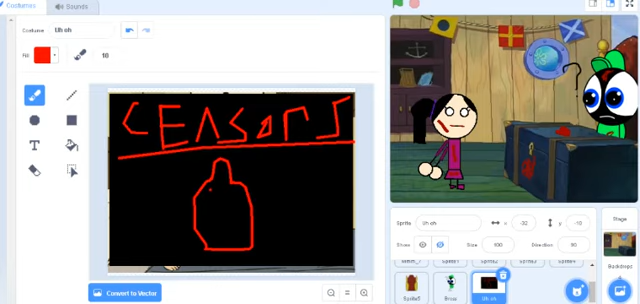 Costumes Sounds
Costume Uh oh
Fill 10
CENSORS
T
Convert to Vector
?
Sprite Uh oh x -32 y -10
Show Size 100 Direction 90
Stage
Backdrops
Sprite5 Uh oh